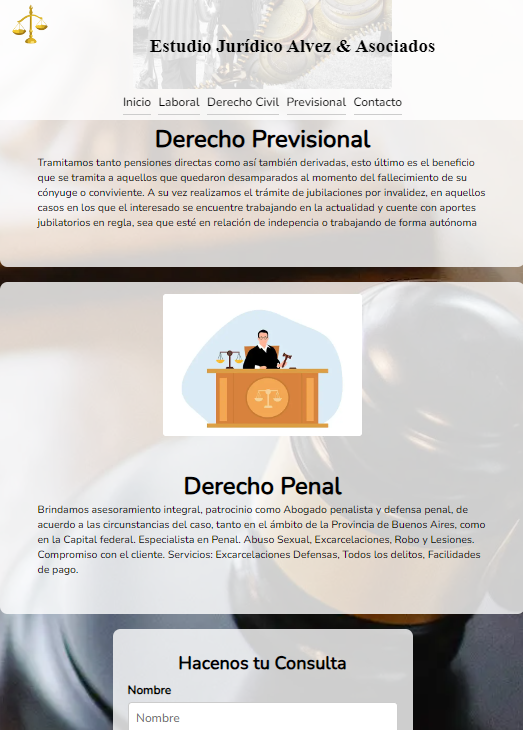 Estudio Jurídico Alvez & Asociados
Inicio Laboral Derecho Civil Previsional Contacto
Derecho Previsional
Tramitamos tanto pensiones directas como así también derivadas, esto último es el beneficio
que se tramita a aquellos que quedaron desamparados al momento del fallecimiento de su
cónyuge o conviviente. A su vez realizamos el trámite de jubilaciones por invalidez, en aquellos
casos en los que el interesado se encuentre trabajando en la actualidad y cuente con aportes
jubilatorios en regla, sea que esté en relación de indepencia o trabajando de forma autónoma
Derecho Penal
Brindamos asesoramiento integral, patrocinio como Abogado penalista y defensa penal, de
acuerdo a las circunstancias del caso, tanto en el ámbito de la Provincia de Buenos Aires, como
en la Capital federal. Especialista en Penal. Abuso Sexual, Excarcelaciones, Robo y Lesiones.
Compromiso con el cliente. Servicios: Excarcelaciones Defensas, Todos los delitos, Facilidades
de pago.
Hacenos tu Consulta
Nombre
Nombre